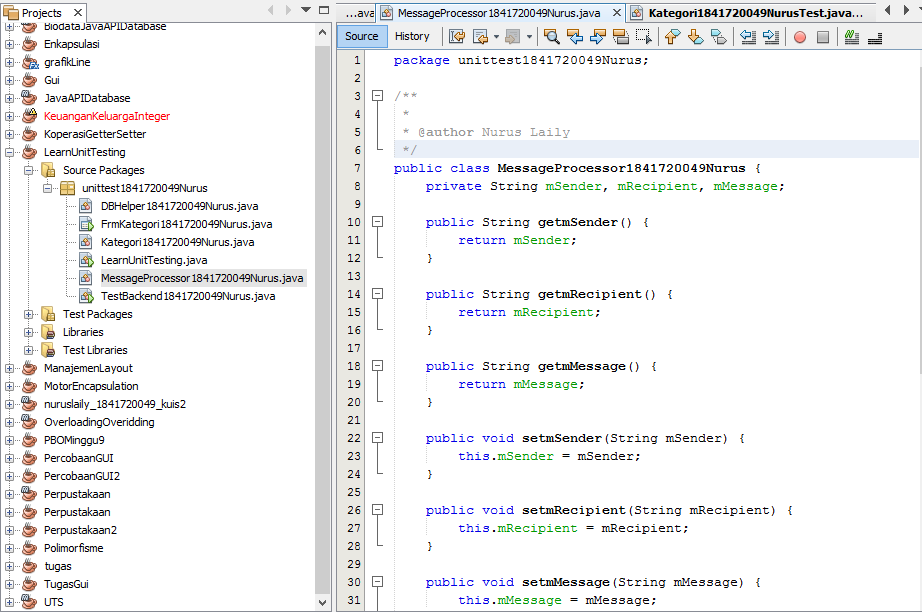 Projects
BiodataJavaAPIDatabase
Enkapsulasi
grafikLine
Gui
JavaAPIDatabase
KeuanganKeluargaInteger
KoperasiGetterSetter
LearnUnitTesting
Source Packages
unittest1841720049Nurus
DBHelper1841720049Nurus.java
FrmKategori1841720049Nurus.java
Kategori1841720049Nurus.java
LearnUnitTesting.java
MessageProcessor1841720049Nurus.java
TestBackend1841720049Nurus.java
Test Packages
Libraries
Test Libraries
ManajemenLayout
MotorEncapsulation
nuruslaily_1841720049_kuis2
OverloadingOveridding
PBOMinggu9
PercobaanGUI
PercobaanGUI2
Perpustakaan
Perpustakaan
Perpustakaan2
Polimorfisme
tugas
TugasGui
UTS
...ava MessageProcessor1841720049Nurus.java Kategori1841720049NurusTest.java...
Source History
1 package unittest1841720049Nurus;
2
3 /**
4 *
5 * @author Nurus Laily
6 */
7 public class MessageProcessor1841720049Nurus {
8 private String mSender, mRecipient, mMessage;
9
10 public String getmSender() {
11 return mSender;
12 }
13
14 public String getmRecipient() {
15 return mRecipient;
16 }
17
18 public String getmMessage() {
19 return mMessage;
20 }
21
22 public void setmSender(String mSender) {
23 this.mSender = mSender;
24 }
25
26 public void setmRecipient(String mRecipient) {
27 this.mRecipient = mRecipient;
28 }
29
30 public void setmMessage(String mMessage) {
31 this.mMessage = mMessage;